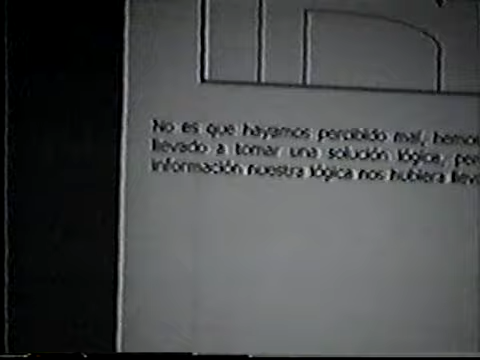 No es que hayamos percibido mal, hemos
llevado a tomar una solución lógica, per
información nuestra lógica nos hubiera lleva